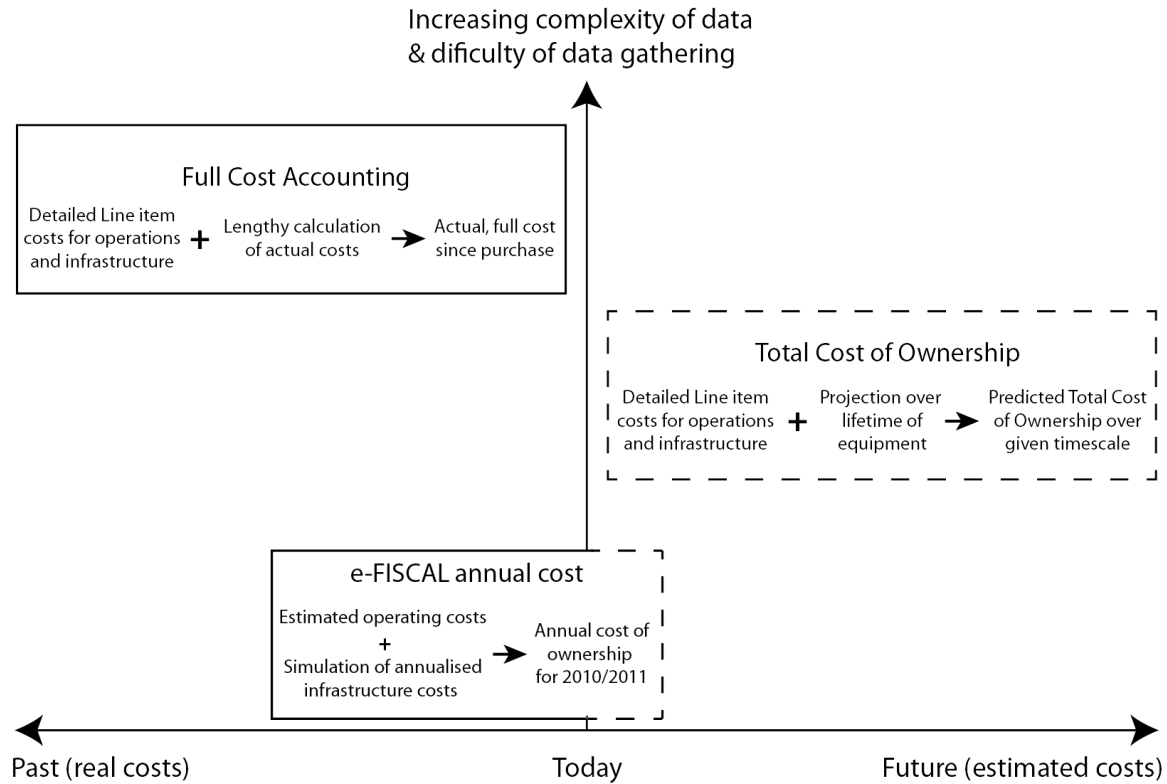 Increasing complexity of data
& dificulty of data gathering
Full Cost Accounting
Detailed Line item
costs for operations
and infrastructure
+
Lengthy calculation
of actual costs
Actual, full cost
since purchase
Total Cost of Ownership
Detailed Line item
costs for operations
and infrastructure
+
Projection over
lifetime of
equipment
Predicted Total Cost
of Ownership over
given timescale
e-FISCAL annual cost
Estimated operating costs
+
Simulation of annualised
infrastructure costs
Annual cost of
ownership
for 2010/2011
Past (real costs)
Today
Future (estimated costs)